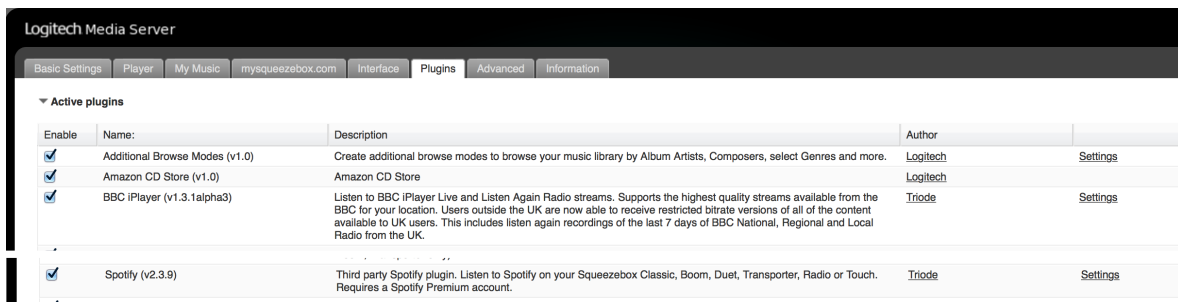 Logitech Media Server
Basic Settings Player My Music mysqueezebox.com Interface Plugins Advanced Information
Active plugins
Enable Name: Description Author
Additional Browse Modes (v1.0) Create additional browse modes to browse your music library by Album Artists, Composers, select Genres and more. Logitech Settings
Amazon CD Store (v1.0) Amazon CD Store Logitech
BBC iPlayer (v1.3.1alpha3) Listen to BBC iPlayer Live and Listen Again Radio streams. Supports the highest quality streams available from the Triode Settings
BBC for your location. Users outside the UK are now able to receive restricted bitrate versions of all of the content
available to UK users. This includes listen again recordings of the last 7 days of BBC National, Regional and Local
Radio from the UK.
Spotify (v2.3.9) Third party Spotify plugin. Listen to Spotify on your Squeezebox Classic, Boom, Duet, Transporter, Radio or Touch. Triode Settings
Requires a Spotify Premium account.